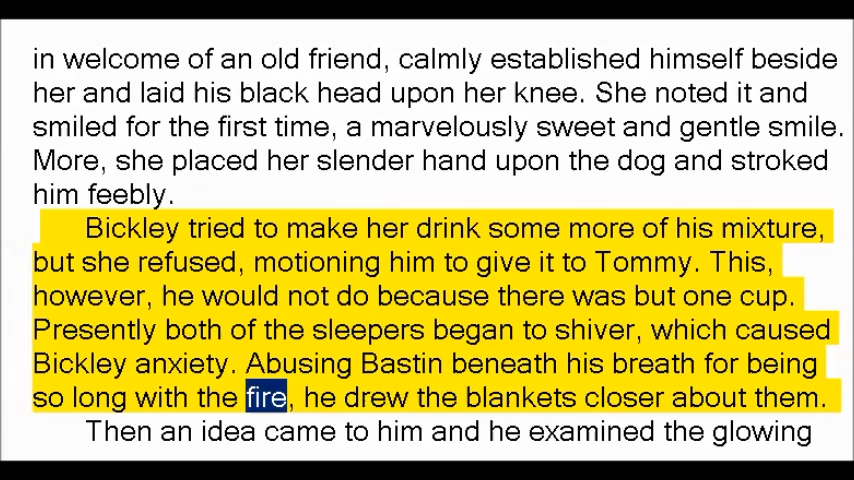 in welcome of an old friend, calmly established himself beside
her and laid his black head upon her knee. She noted it and
smiled for the first time, a marvelously sweet and gentle smile.
More, she placed her slender hand upon the dog and stroked
him feebly.
Bickley tried to make her drink some more of his mixture,
but she refused, motioning him to give it to Tommy. This,
however, he would not do because there was but one cup.
Presently both of the sleepers began to shiver, which caused
Bickley anxiety. Abusing Bastin beneath his breath for being
so long with the fire, he drew the blankets closer about them.
Then an idea came to him and he examined the glowing